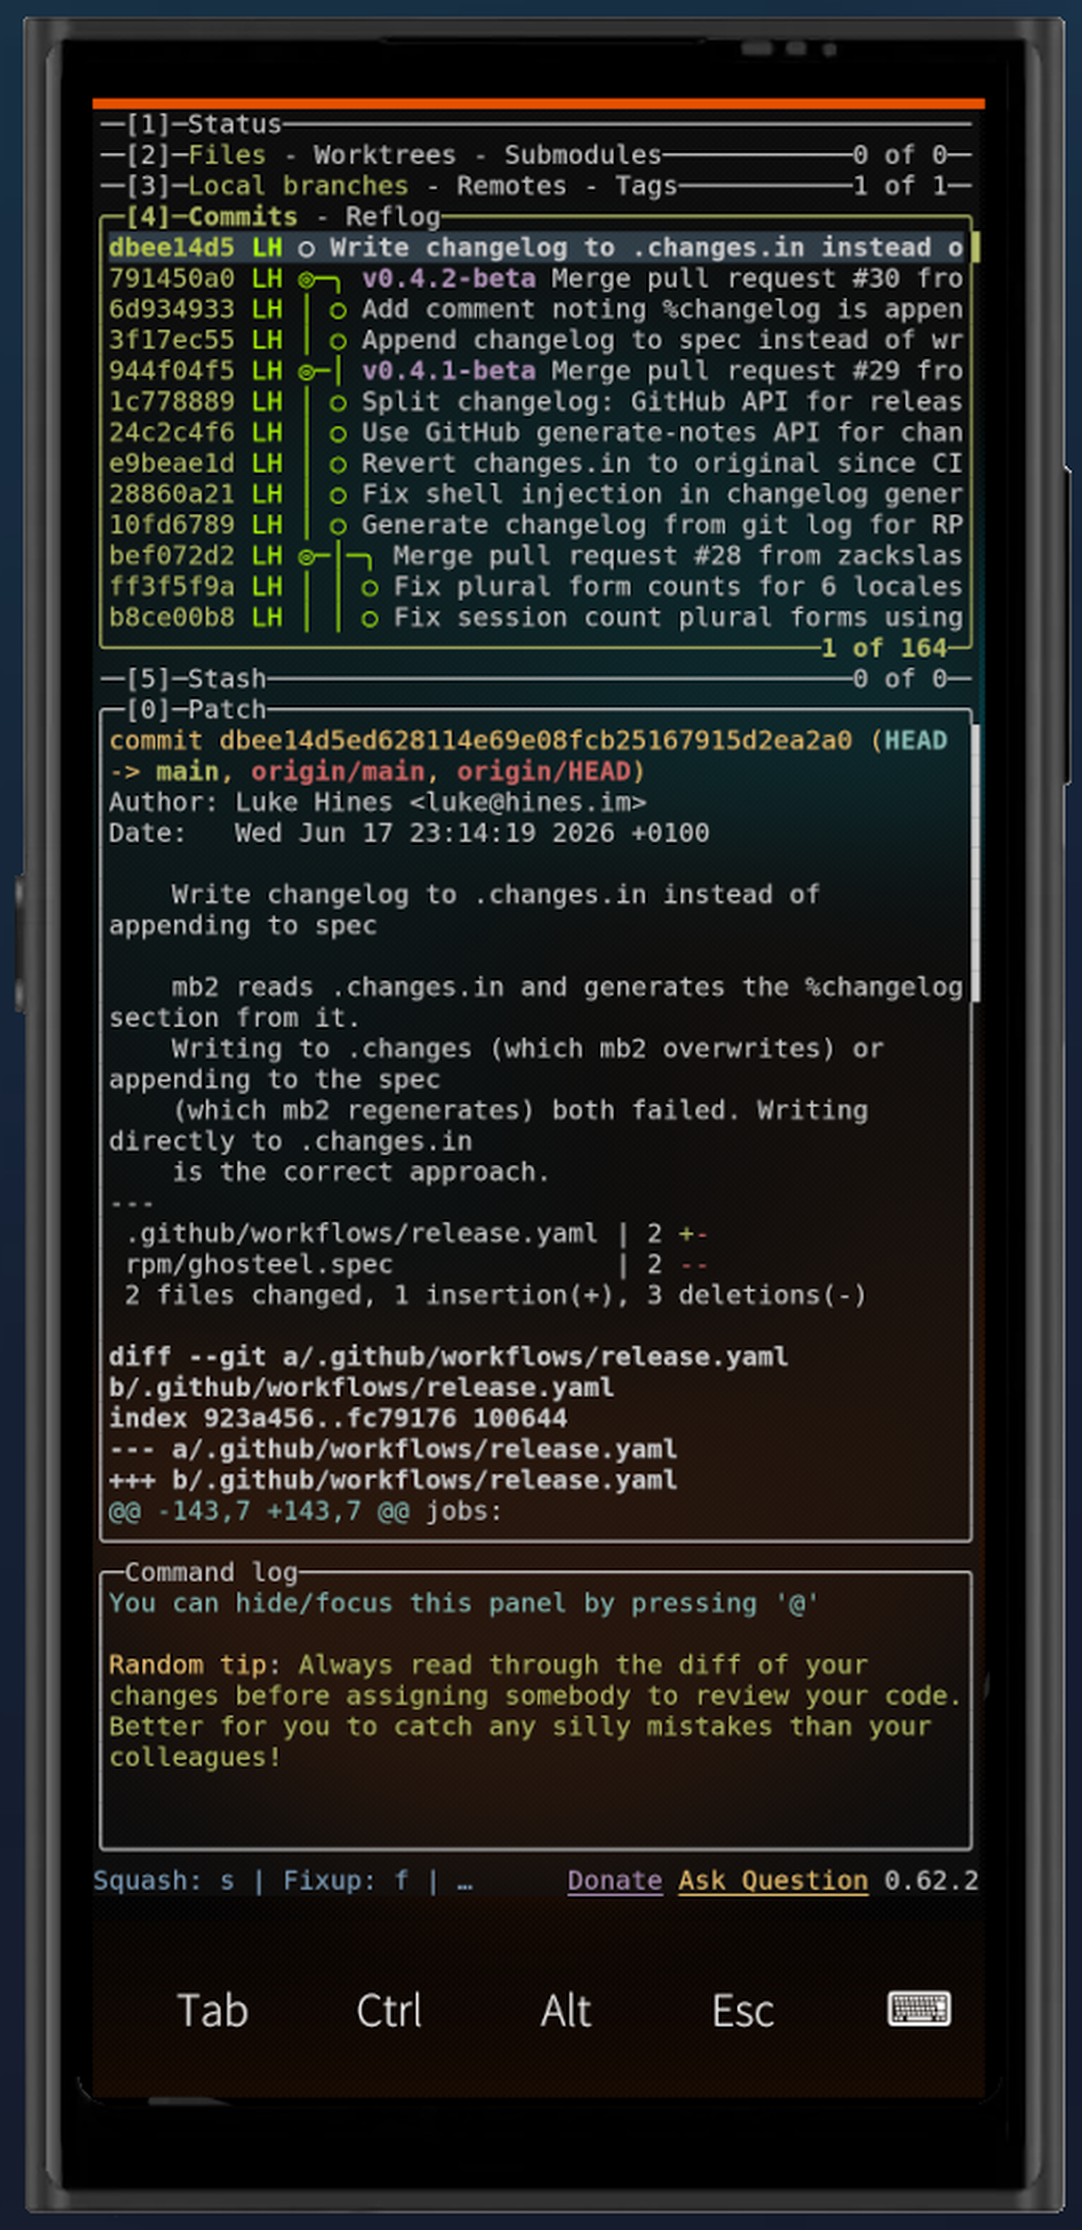 [1]─Status
[2]─Files - Worktrees - Submodules 0 of 0
[3]─Local branches - Remotes - Tags 1 of 1
[4]─Commits - Reflog
dbee14d5 LH Write changelog to .changes.in instead o
791450a0 LH v0.4.2-beta Merge pull request #30 fro
6d934933 LH Add comment noting %changelog is appen
3f17ec55 LH Append changelog to spec instead of wr
944f04f5 LH v0.4.1-beta Merge pull request #29 fro
1c778889 LH Split changelog: GitHub API for releas
24c2c4f6 LH Use GitHub generate-notes API for chan
e9beae1d LH Revert changes.in to original since CI
28860a21 LH Fix shell injection in changelog gener
10fd6789 LH Generate changelog from git log for RP
bef072d2 LH Merge pull request #28 from zackslas
ff3f5f9a LH Fix plural form counts for 6 locales
b8ce00b8 LH Fix session count plural forms using
1 of 164
[5]─Stash 0 of 0
[0]─Patch
commit dbee14d5ed628114e69e08fcb25167915d2ea2a0 (HEAD
-> main, origin/main, origin/HEAD)
Author: Luke Hines <luke@hines.im>
Date:   Wed Jun 17 23:14:19 2026 +0100
Write changelog to .changes.in instead of
appending to spec
mb2 reads .changes.in and generates the %changelog
section from it.
Writing to .changes (which mb2 overwrites) or
appending to the spec
(which mb2 regenerates) both failed. Writing
directly to .changes.in
is the correct approach.
---
.github/workflows/release.yaml | 2 +-
rpm/ghosteel.spec              | 2 --
2 files changed, 1 insertion(+), 3 deletions(-)
diff --git a/.github/workflows/release.yaml
b/.github/workflows/release.yaml
index 923a456..fc79176 100644
--- a/.github/workflows/release.yaml
+++ b/.github/workflows/release.yaml
@@ -143,7 +143,7 @@ jobs:
Command log
You can hide/focus this panel by pressing '@'
Random tip: Always read through the diff of your
changes before assigning somebody to review your code.
Better for you to catch any silly mistakes than your
colleagues!
Squash: s | Fixup: f | … Donate Ask Question 0.62.2
Tab Ctrl Alt Esc